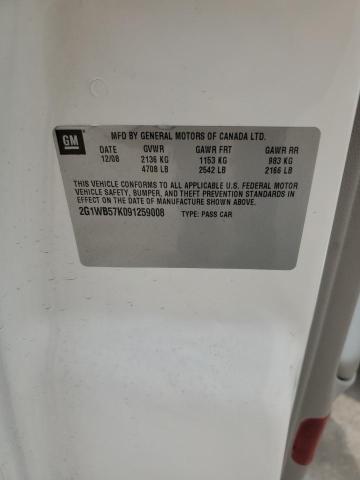 GM
MFD BY GENERAL MOTORS OF CANADA LTD.
DATE GVWR GAWR FRT GAWR RR
12/08 2136 KG 1153 KG 983 KG
4708 LB 2542 LB 2166 LB
THIS VEHICLE CONFORMS TO ALL APPLICABLE U.S. FEDERAL MOTOR
VEHICLE SAFETY, BUMPER, AND THEFT PREVENTION STANDARDS IN
EFFECT ON THE DATE OF MANUFACTURE SHOWN ABOVE.
2G1WB57K091259008 TYPE: PASS CAR